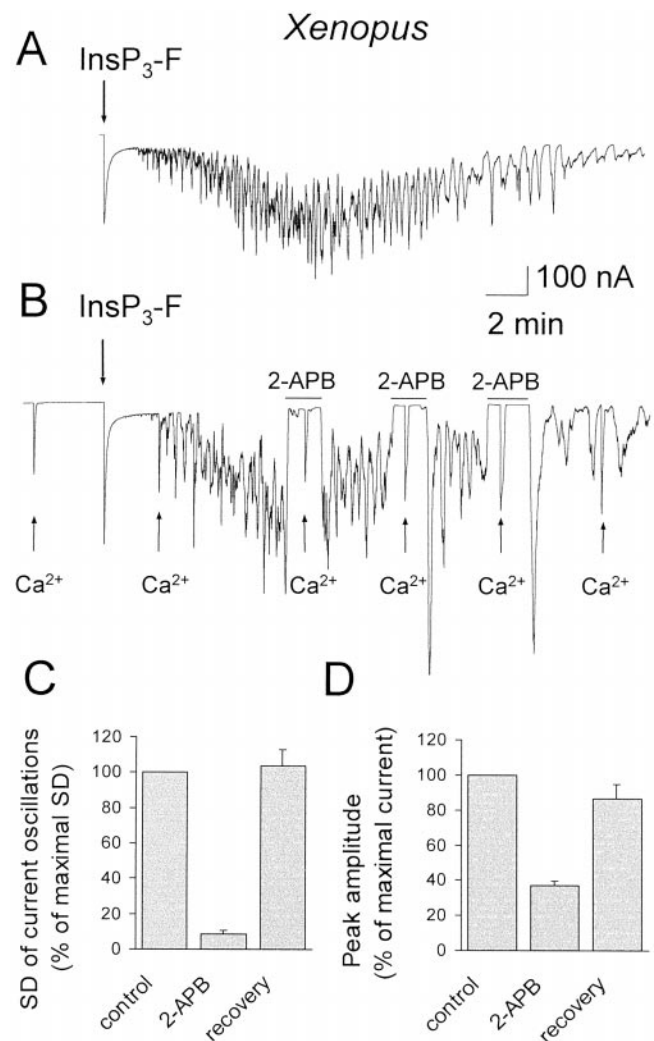 Xenopus
A
InsP₃-F
100 nA
2 min
B
InsP₃-F
2-APB 2-APB 2-APB
Ca²⁺ Ca²⁺ Ca²⁺ Ca²⁺ Ca²⁺ Ca²⁺
C
SD of current oscillations
(% of maximal SD)
120
100
80
60
40
20
0
control 2-APB recovery
D
Peak amplitude
(% of maximal current)
120
100
80
60
40
20
0
control 2-APB recovery